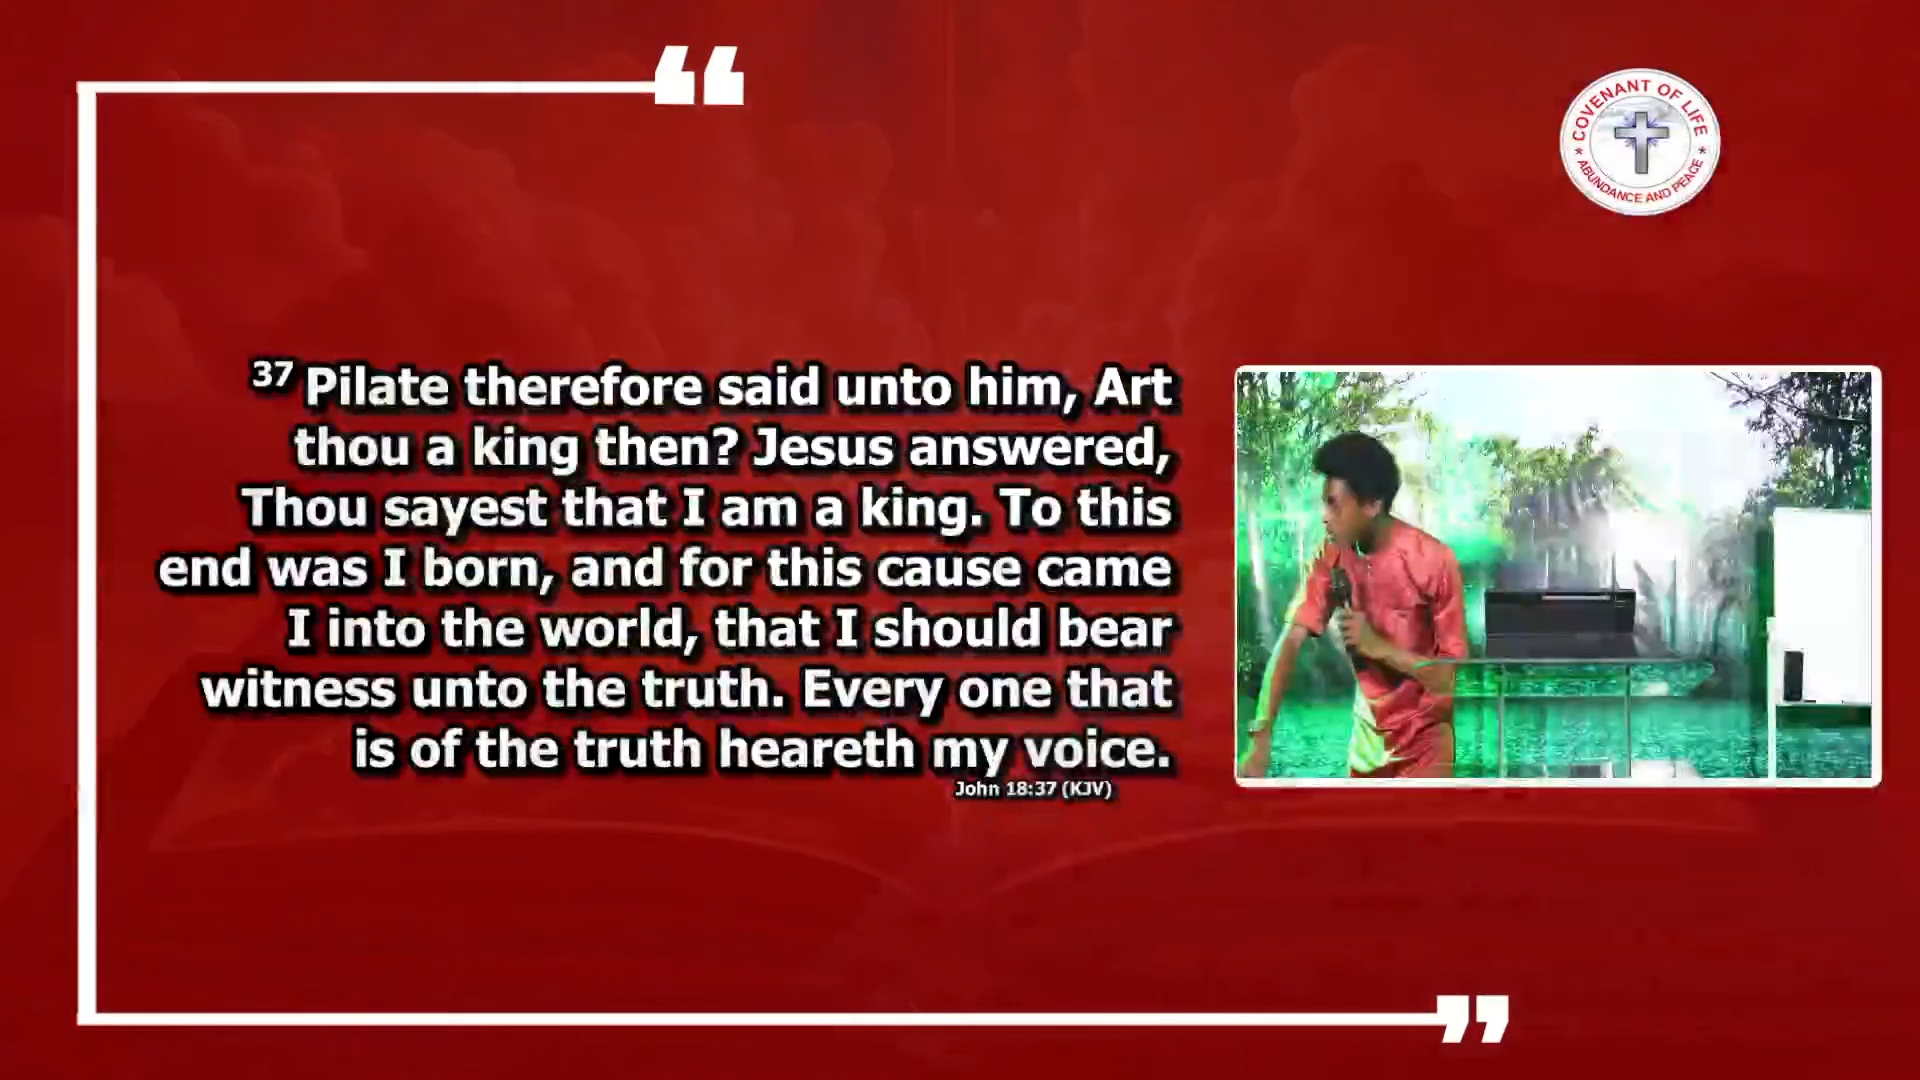 COVENANT OF LIFE
ABUNDANCE AND PEACE
37 Pilate therefore said unto him, Art
thou a king then? Jesus answered,
Thou sayest that I am a king. To this
end was I born, and for this cause came
I into the world, that I should bear
witness unto the truth. Every one that
is of the truth heareth my voice.
John 18:37 (KJV)